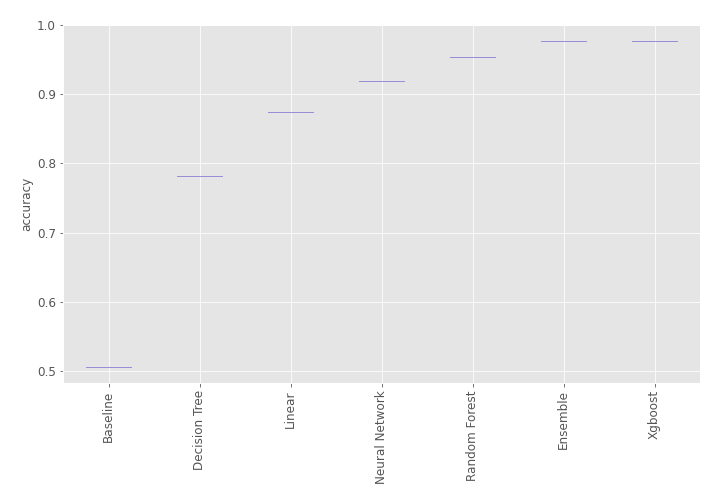 1.0
0.9
0.8
0.7
0.6
0.5
accuracy
Baseline
Decision Tree
Linear
Neural Network
Random Forest
Ensemble
Xgboost